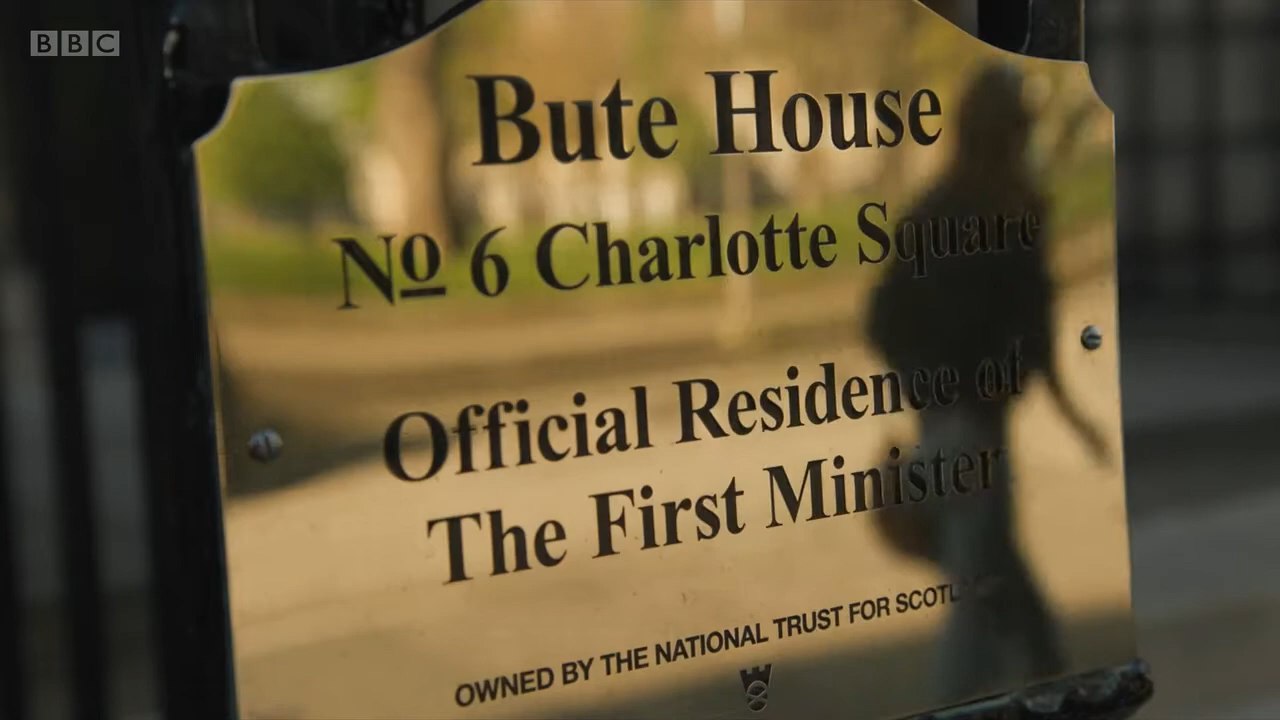 BBC
Bute House
Nº 6 Charlotte Square
Official Residence of
The First Minister
OWNED BY THE NATIONAL TRUST FOR